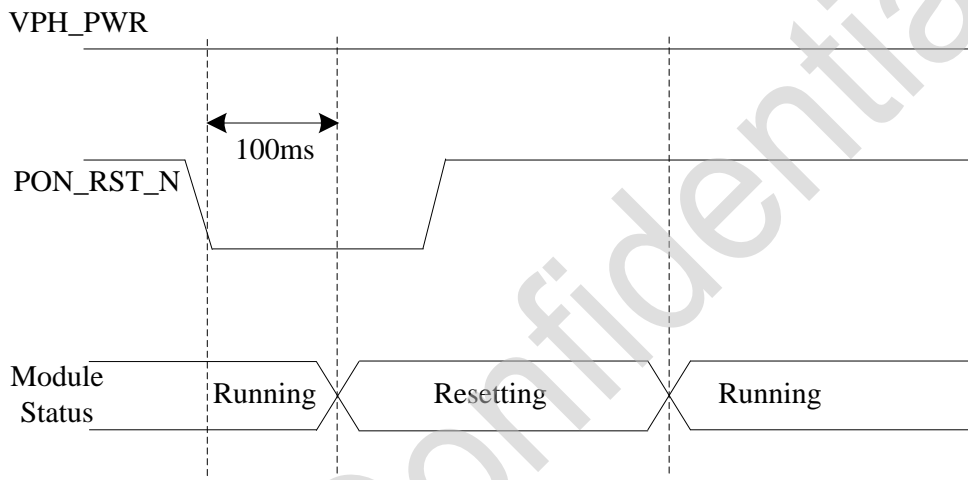 VPH_PWR
100ms
PON_RST_N
Module
Status
Running
Resetting
Running
Confidential